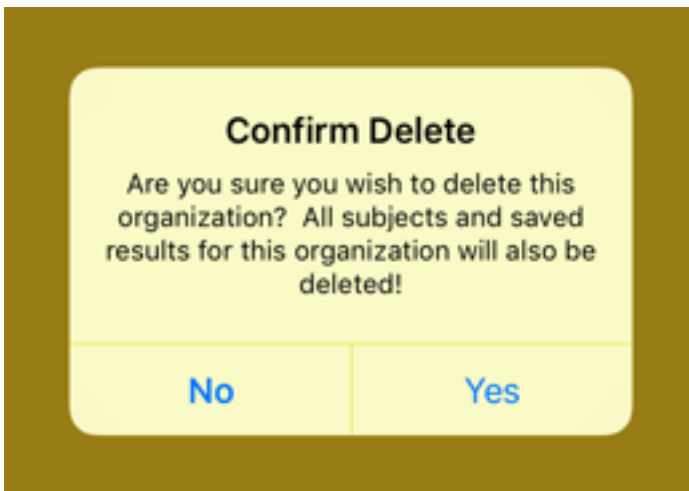 Confirm Delete
Are you sure you wish to delete this
organization?  All subjects and saved
results for this organization will also be
deleted!
No
Yes